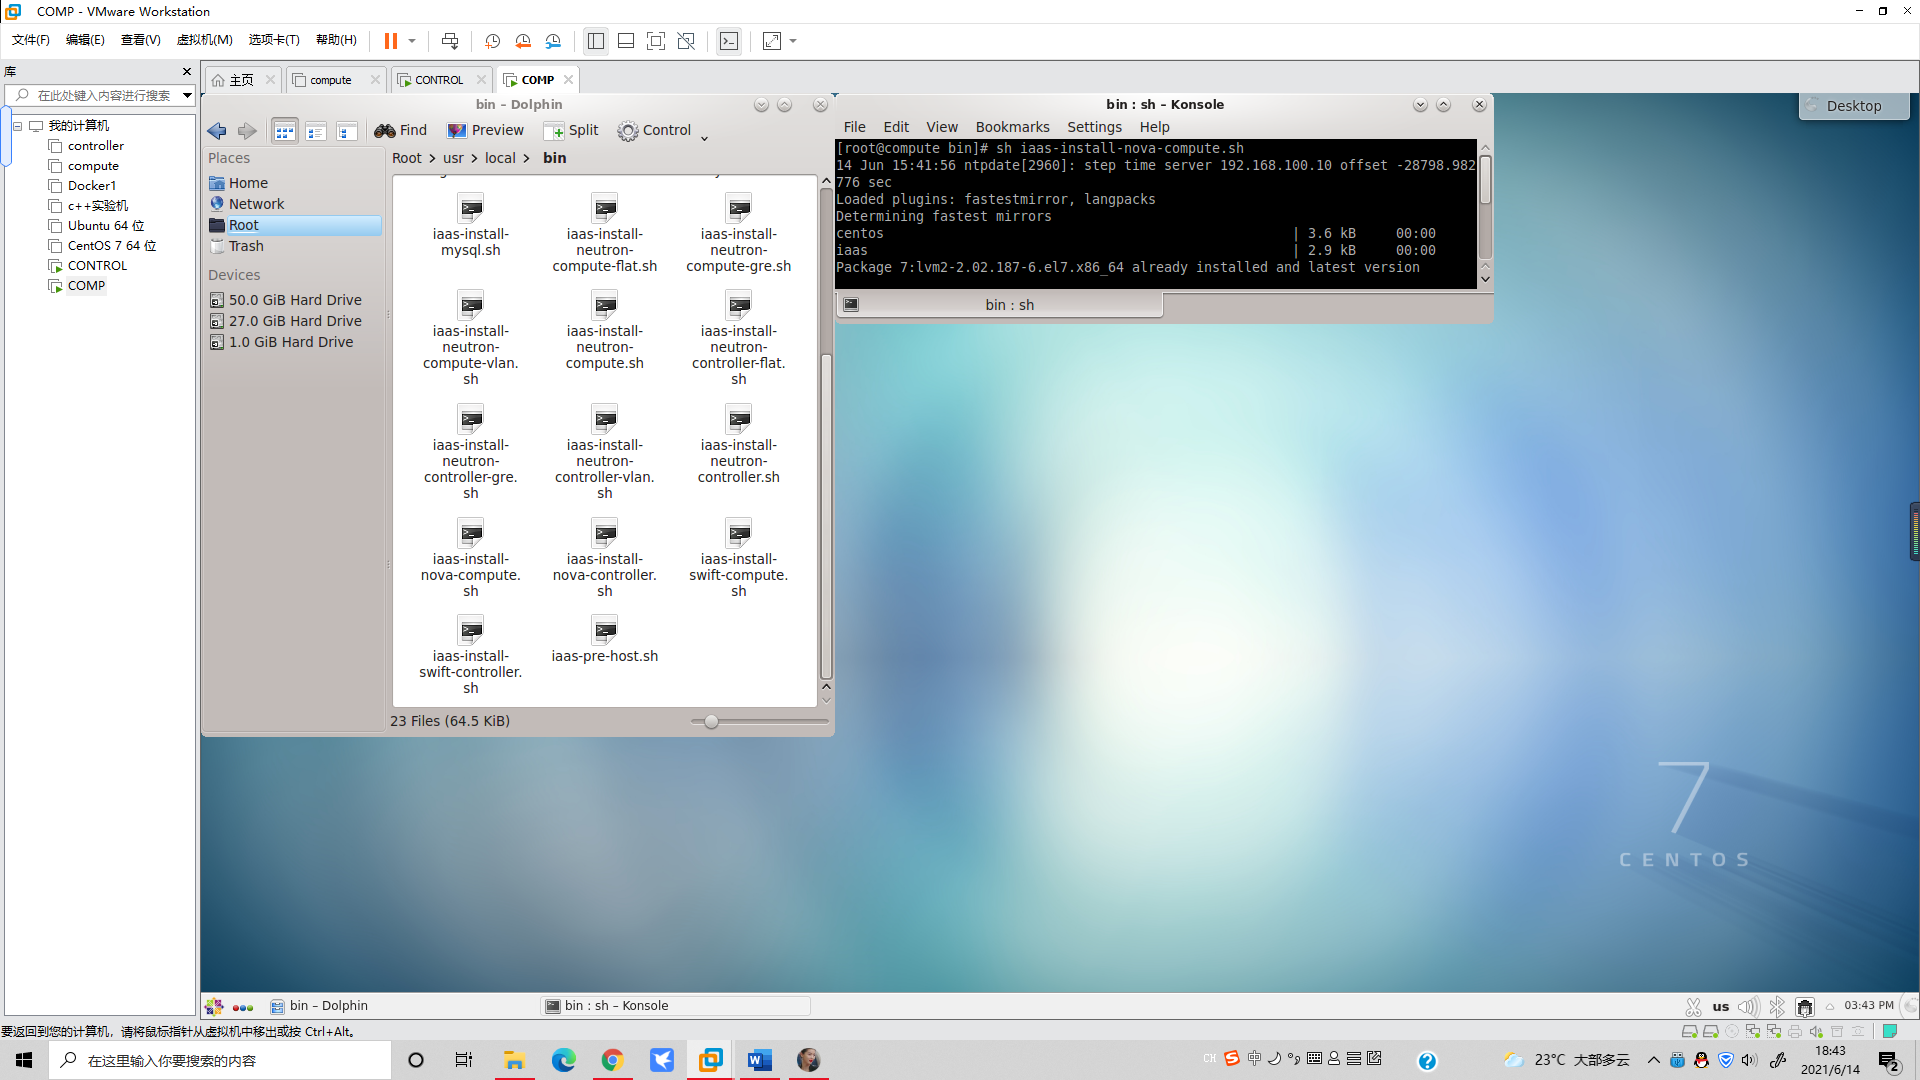 COMP - VMware Workstation
文件(F) 编辑(E) 查看(V) 虚拟机(M) 选项卡(T) 帮助(H)
库
在此处键入内容进行搜索
我的计算机
controller
compute
Docker1
c++实验机
Ubuntu 64 位
CentOS 7 64 位
CONTROL
COMP
主页 compute CONTROL COMP
bin – Dolphin
Find Preview Split Control
Places
Home
Network
Root
Trash
Devices
50.0 GiB Hard Drive
27.0 GiB Hard Drive
1.0 GiB Hard Drive
Root > usr > local > bin
iaas-install-
mysql.sh
iaas-install-
neutron-
compute-flat.sh
iaas-install-
neutron-
compute-gre.sh
iaas-install-
neutron-
compute-vlan.
sh
iaas-install-
neutron-
compute.sh
iaas-install-
neutron-
controller-flat.
sh
iaas-install-
neutron-
controller-gre.
sh
iaas-install-
neutron-
controller-vlan.
sh
iaas-install-
neutron-
controller.sh
iaas-install-
nova-compute.
sh
iaas-install-
nova-controller.
sh
iaas-install-
swift-compute.
sh
iaas-install-
swift-controller.
sh
iaas-pre-host.sh
23 Files (64.5 KiB)
bin : sh – Konsole
File Edit View Bookmarks Settings Help
[root@compute bin]# sh iaas-install-nova-compute.sh
14 Jun 15:41:56 ntpdate[2960]: step time server 192.168.100.10 offset -28798.982
776 sec
Loaded plugins: fastestmirror, langpacks
Determining fastest mirrors
centos | 3.6 kB 00:00
iaas | 2.9 kB 00:00
Package 7:lvm2-2.02.187-6.el7.x86_64 already installed and latest version
bin : sh
Desktop
7
CENTOS
bin – Dolphin
bin : sh – Konsole
us
03:43 PM
要返回到您的计算机，请将鼠标指针从虚拟机中移出或按 Ctrl+Alt。
在这里输入你要搜索的内容
CH 中
23°C 大部多云
18:43
2021/6/14
2